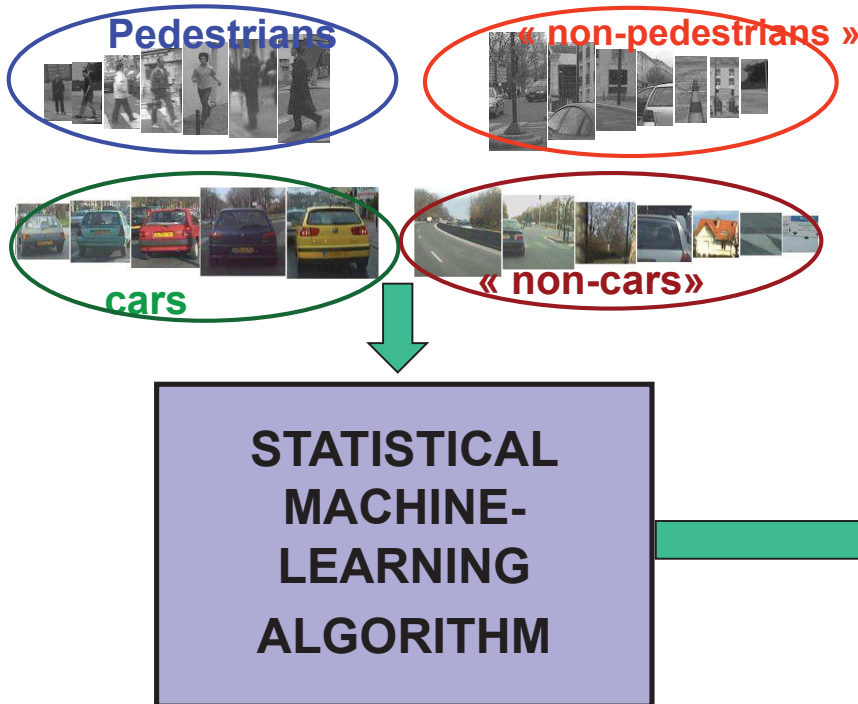 Pedestrians
« non-pedestrians »
cars
« non-cars»
STATISTICAL
MACHINE-
LEARNING
ALGORITHM